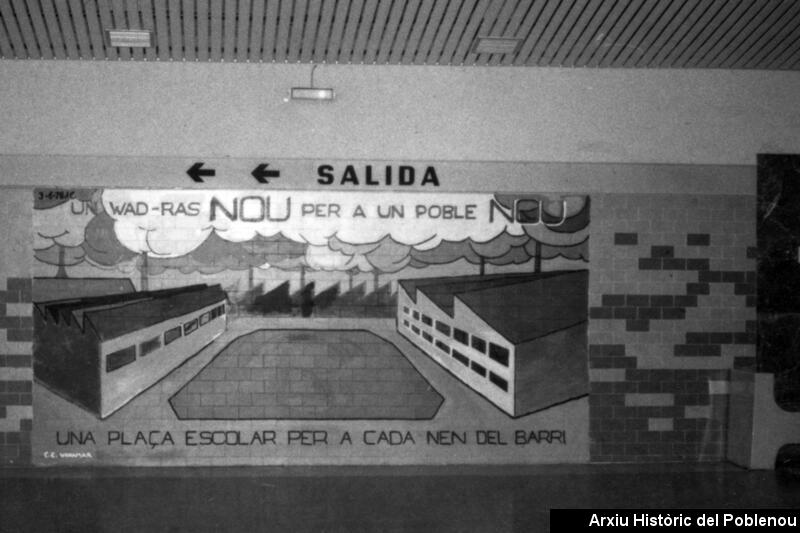 SALIDA
UN WAD-RAS NOU PER A UN POBLE NOU
UNA PLAÇA ESCOLAR PER A CADA NEN DEL BARRI
Arxiu Històric del Poblenou